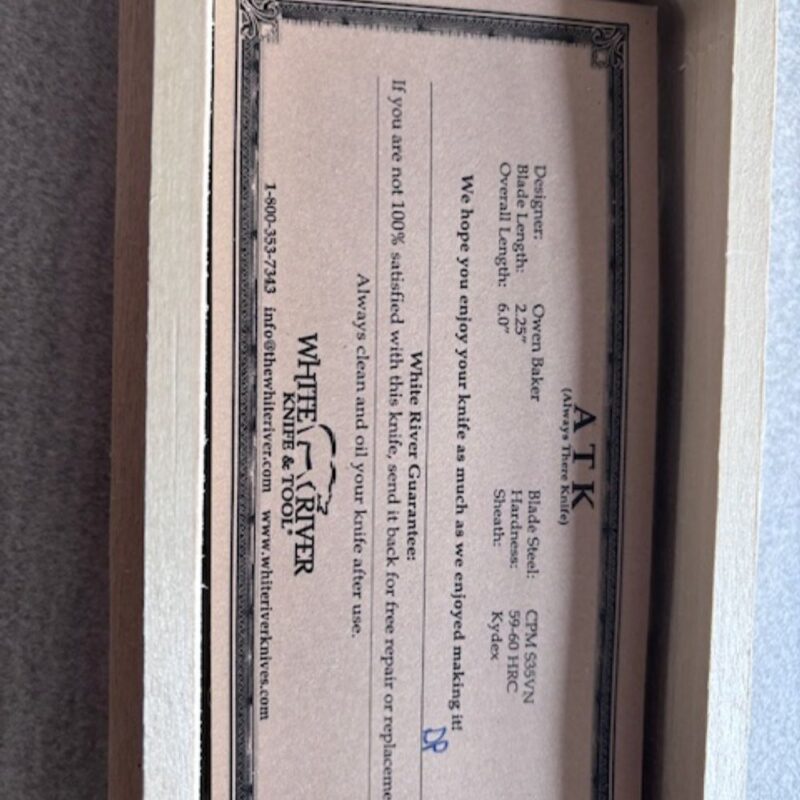 ATK
(Always There Knife)
Designer: Owen Baker Blade Steel: CPM S35VN
Blade Length: 2.25" Hardness: 59-60 HRC
Overall Length: 6.0" Sheath: Kydex
We hope you enjoy your knife as much as we enjoyed making it!
DP
White River Guarantee:
If you are not 100% satisfied with this knife, send it back for free repair or replaceme
Always clean and oil your knife after use.
WHITE RIVER
KNIFE & TOOL®
1-800-353-7343 info@thewhiteriver.com www.whiteriverknives.com